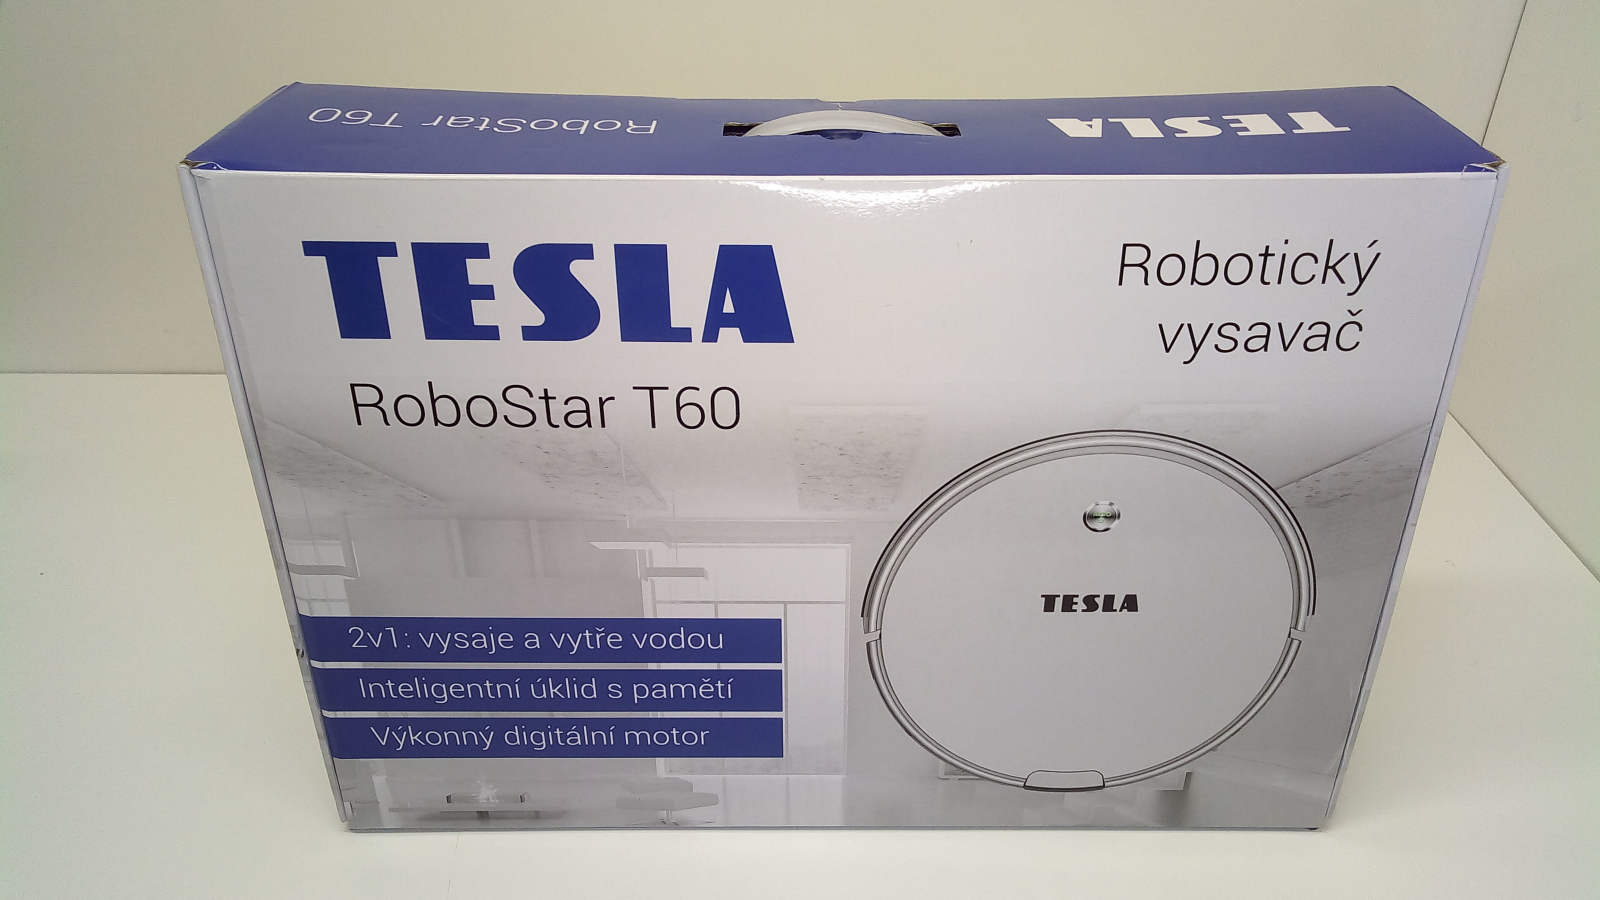 RoboStar T60
TESLA
TESLA
RoboStar T60
Robotický
vysavač
TESLA
2v1: vysaje a vytře vodou
Inteligentní úklid s pamětí
Výkonný digitální motor